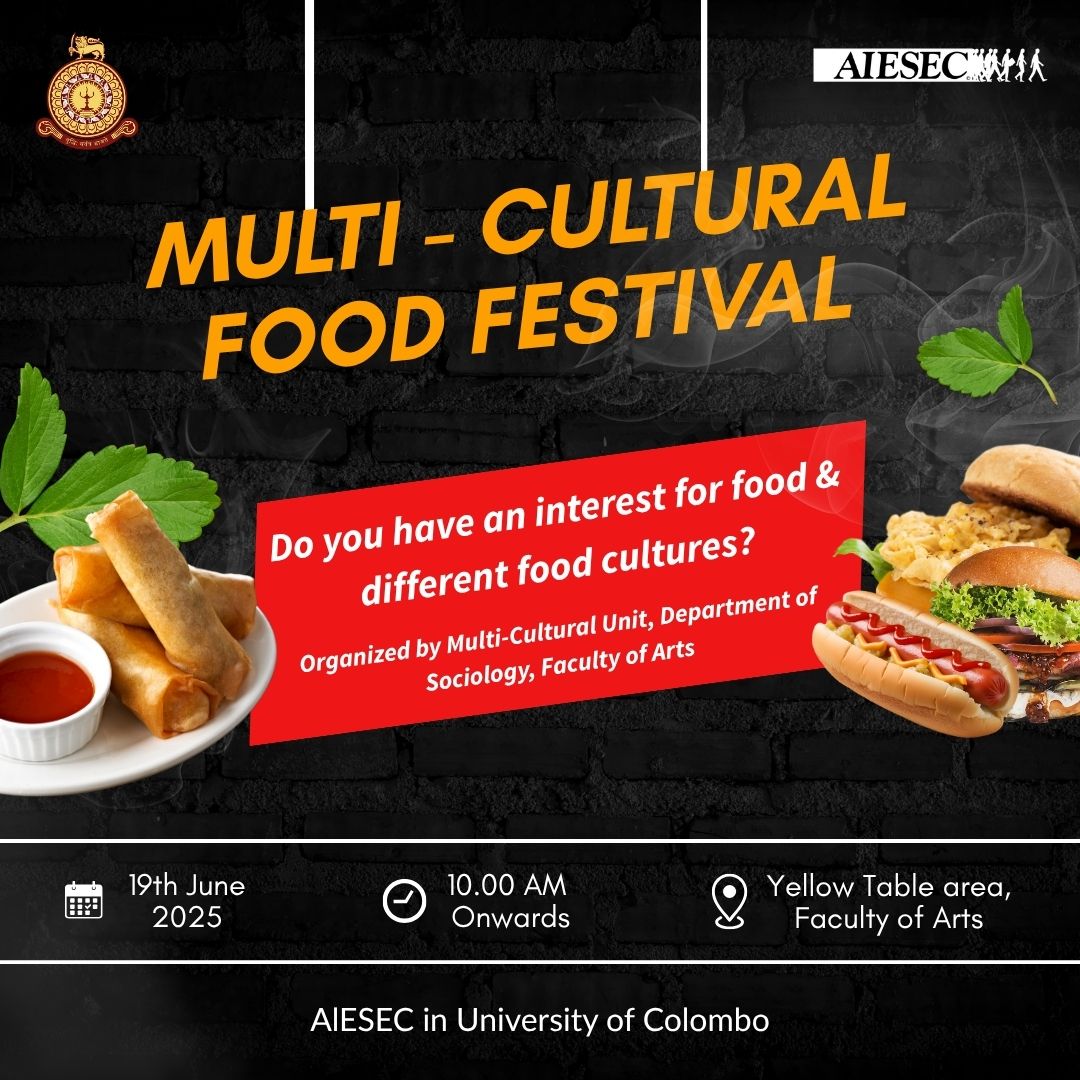 AIESEC
MULTI - CULTURAL
FOOD FESTIVAL
Do you have an interest for food &
different food cultures?
Organized by Multi-Cultural Unit, Department of
Sociology, Faculty of Arts
19th June
2025
10.00 AM
Onwards
Yellow Table area,
Faculty of Arts
AIESEC in University of Colombo